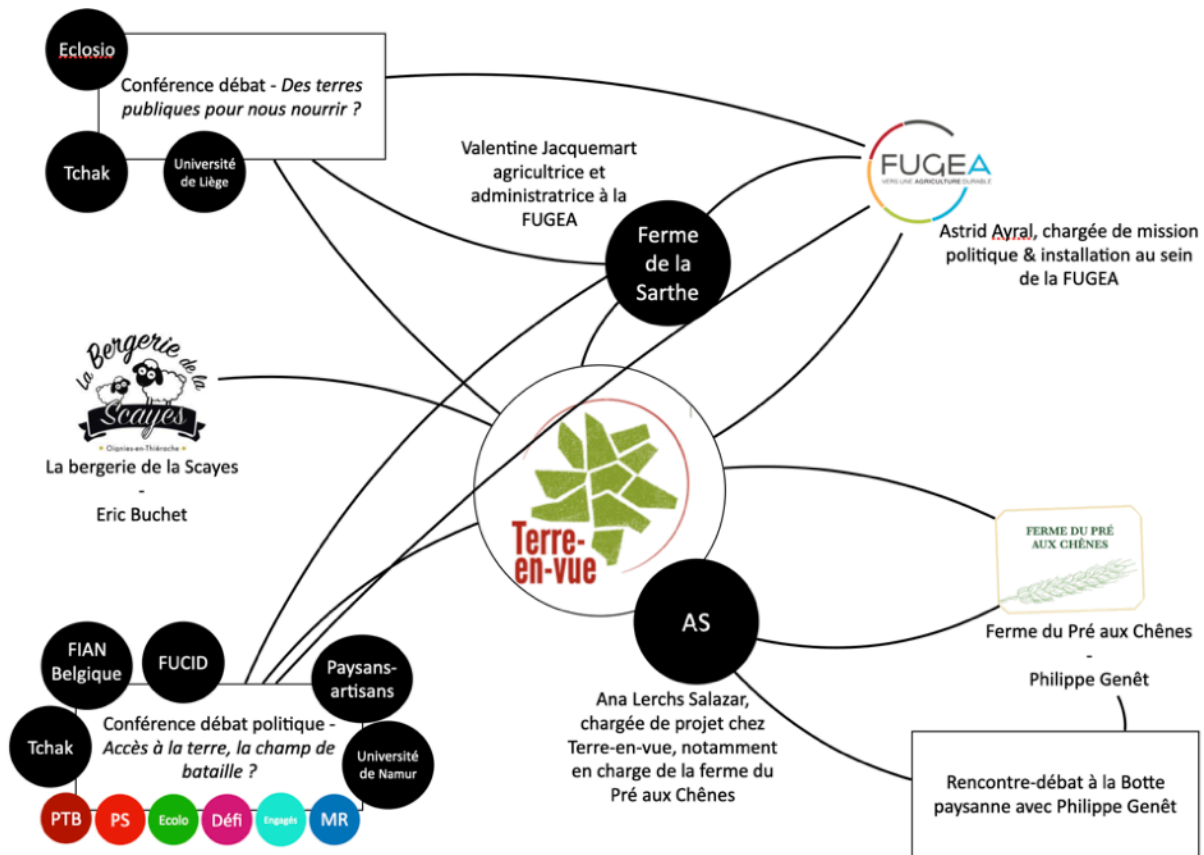 Eclosio
Conférence débat - Des terres
publiques pour nous nourrir ?
Tchak
Université
de Liège
Valentine Jacquemart
agricultrice et
administratrice à la
FUGEA
Ferme
de la
Sarthe
FUGEA
VERS UNE AGRICULTURE DURABLE
Astrid Ayral, chargée de mission
politique & installation au sein
de la FUGEA
La Bergerie de la
Scayes
Oignies-en-Thiérache
La bergerie de la Scayes
-
Eric Buchet
Terre-
en-vue
FERME DU PRÉ
AUX CHÊNES
Ferme du Pré aux Chênes
-
Philippe Genêt
AS
Ana Lerchs Salazar,
chargée de projet chez
Terre-en-vue, notamment
en charge de la ferme du
Pré aux Chênes
Rencontre-débat à la Botte
paysanne avec Philippe Genêt
FIAN
Belgique
FUCID
Paysans-
artisans
Tchak
Conférence débat politique -
Accès à la terre, la champ de
bataille ?
Université
de Namur
PTB
PS
Ecolo
Défi
Engagés
MR